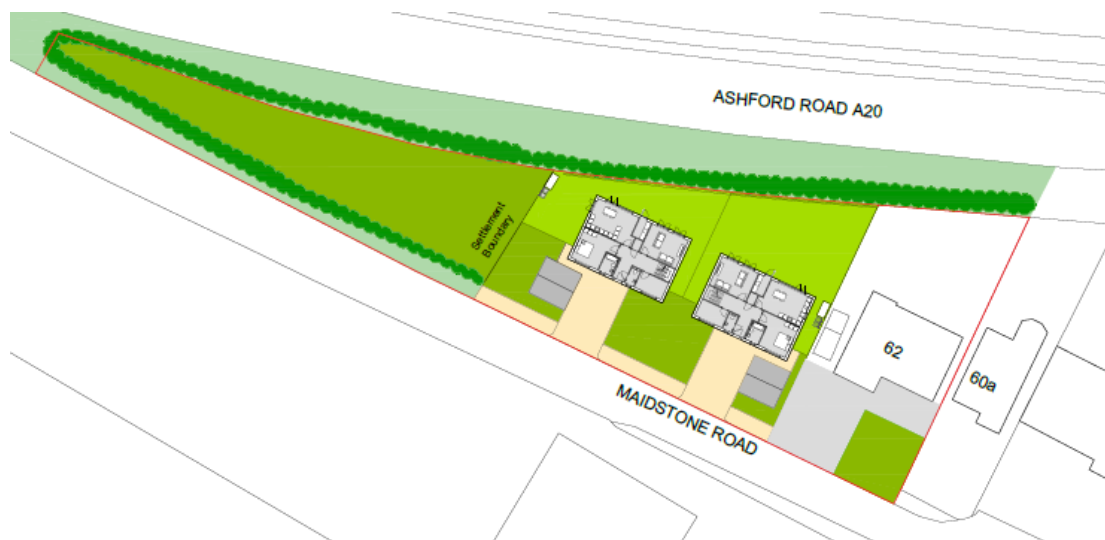 ASHFORD ROAD A20
Settlement
Boundary
62
60a
MAIDSTONE ROAD